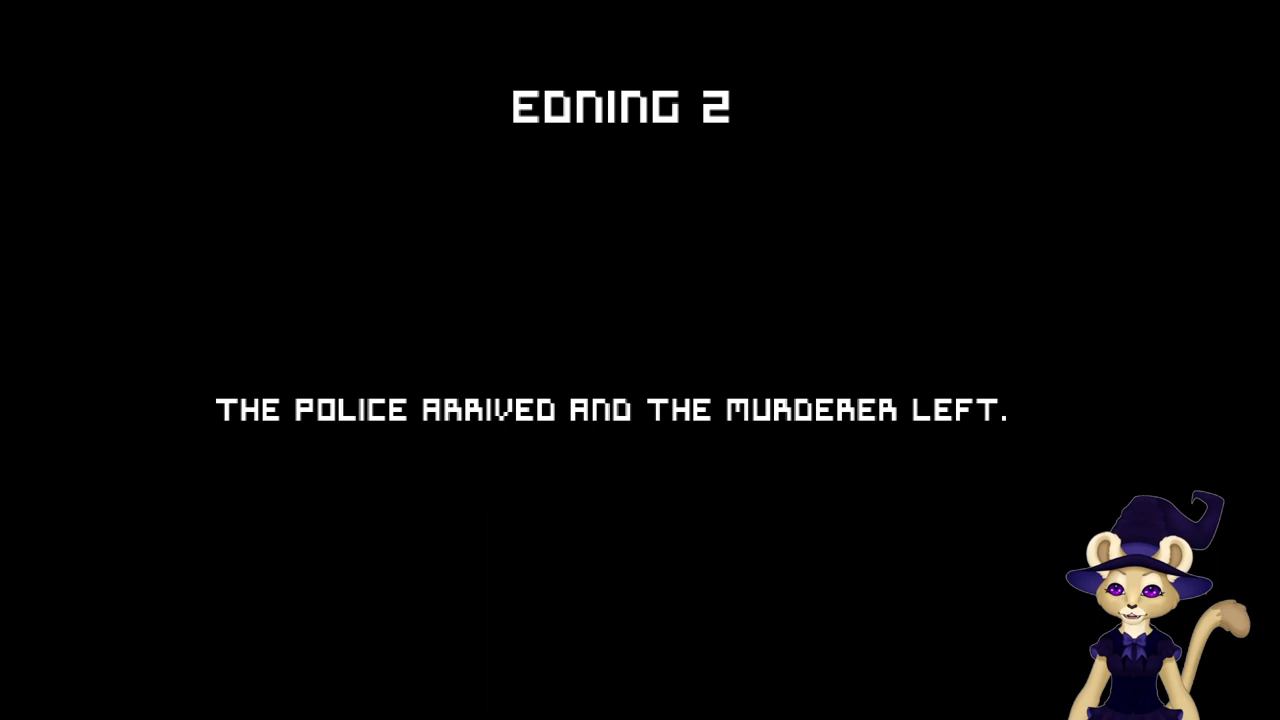 EDNING 2
THE POLICE ARRIVED AND THE MURDERER LEFT.